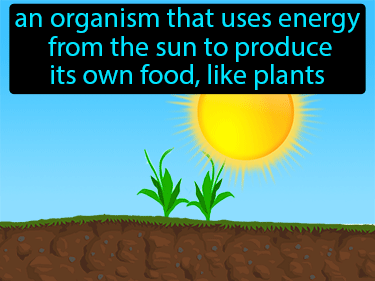 an organism that uses energy
from the sun to produce
its own food, like plants